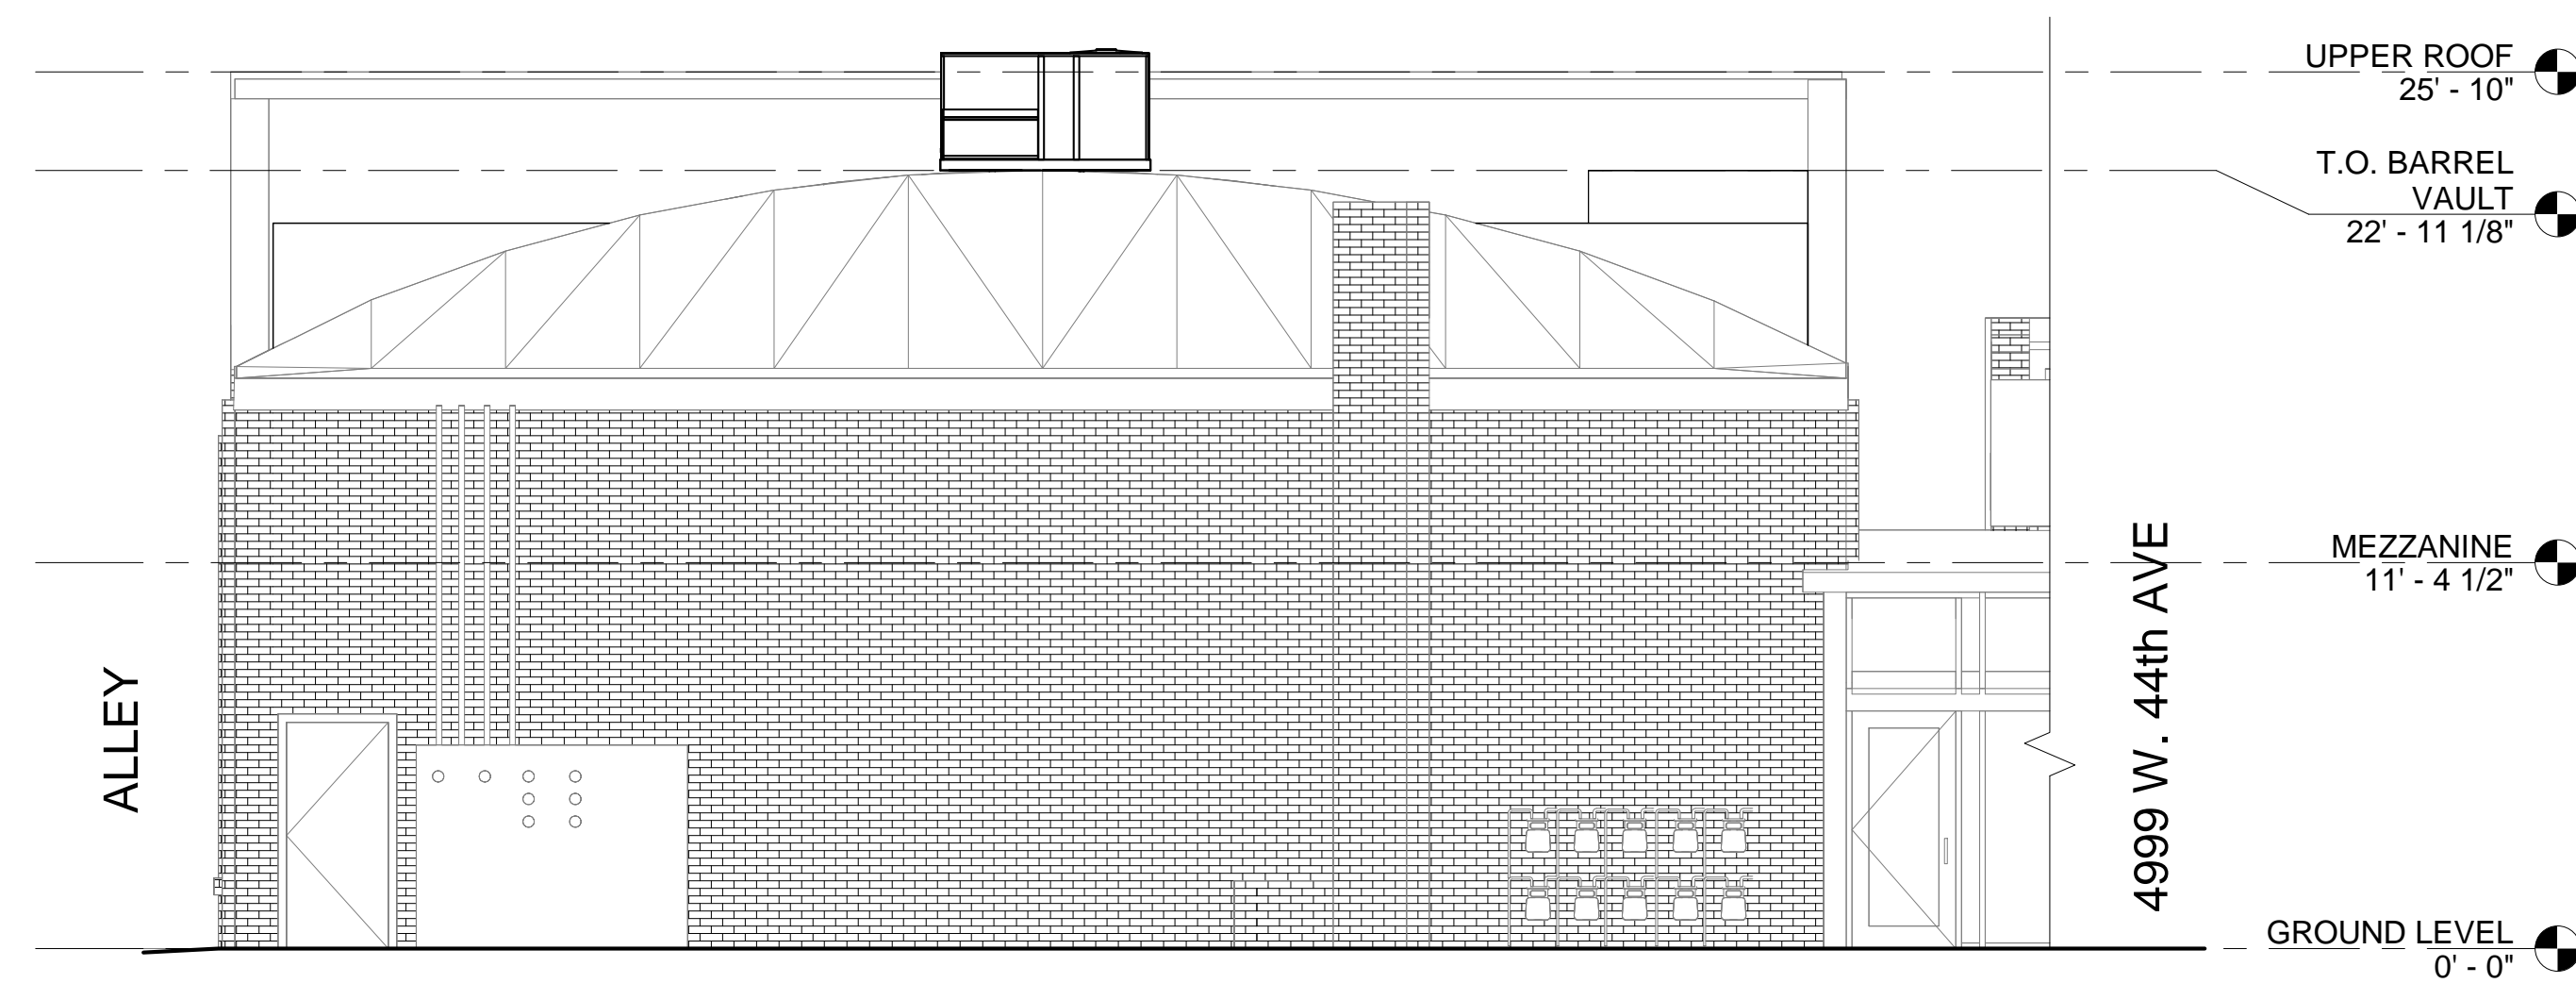 UPPER ROOF
25' - 10"
T.O. BARREL
VAULT
22' - 11 1/8"
MEZZANINE
11' - 4 1/2"
ALLEY
4999 W. 44th AVE
GROUND LEVEL
0' - 0"